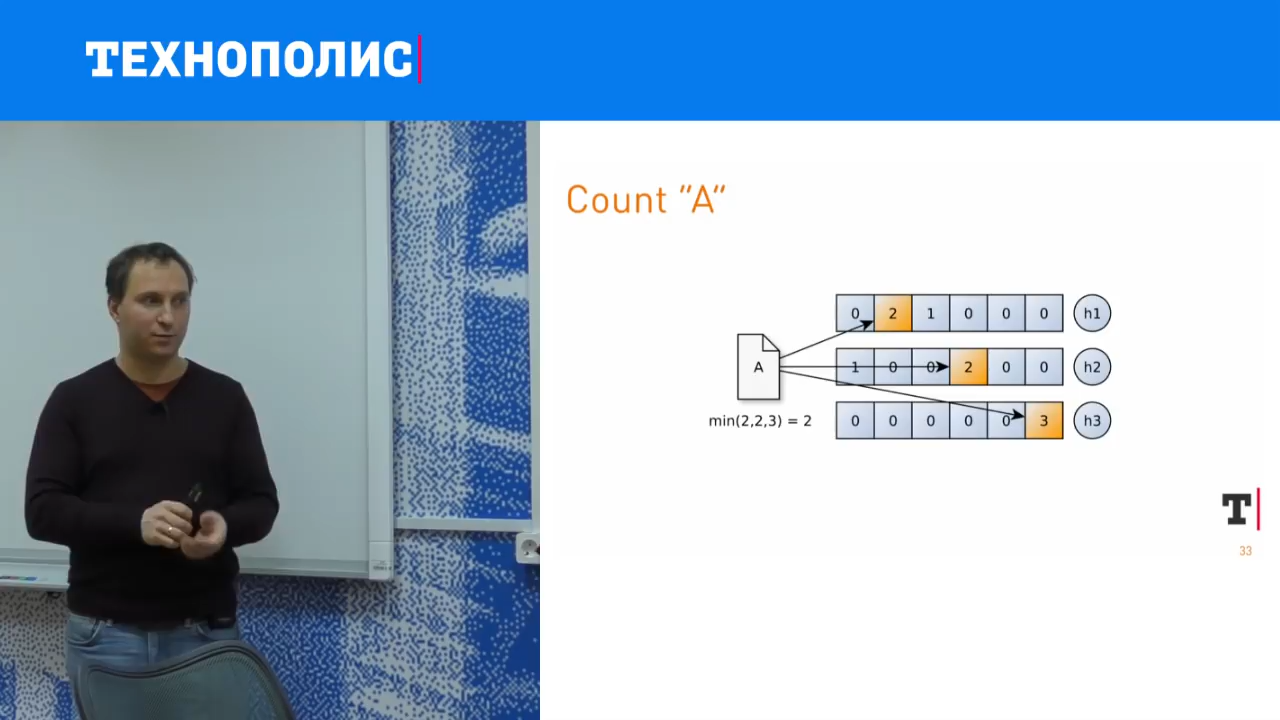 ТЕХНОПОЛИС
Count “A“
0 2 1 0 0 0 h1
A
1 0 0 2 0 0 h2
min(2,2,3) = 2
0 0 0 0 0 3 h3
T
33